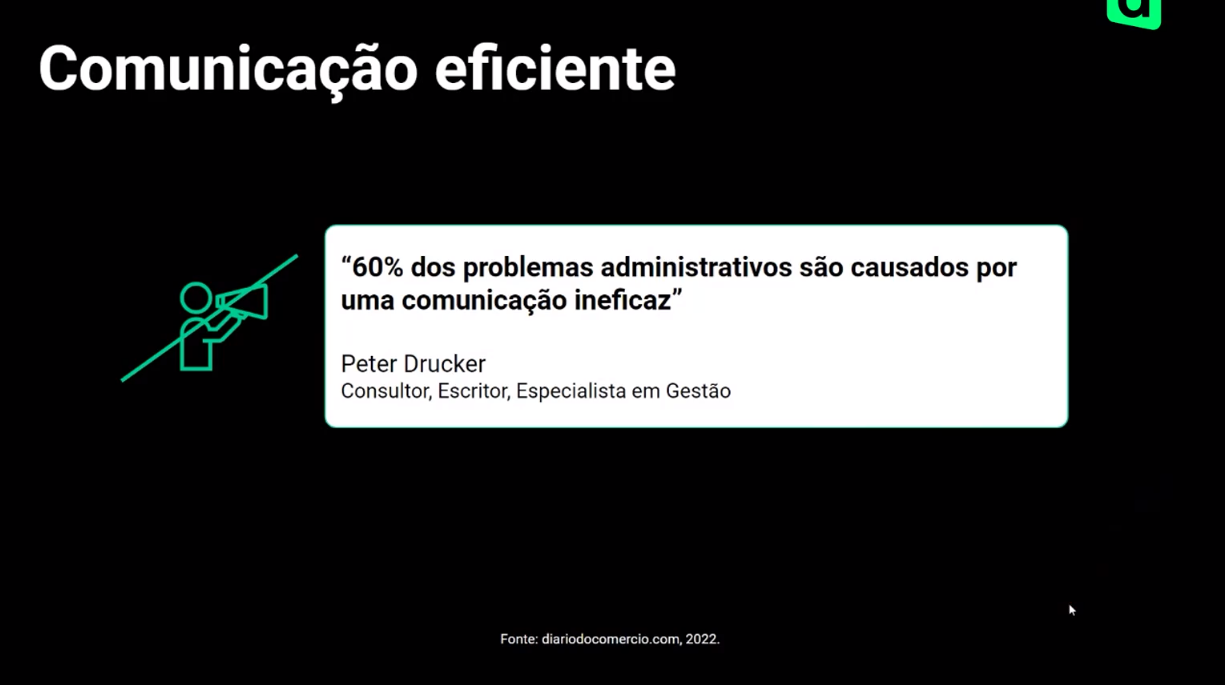 Comunicação eficiente
“60% dos problemas administrativos são causados por
uma comunicação ineficaz”
Peter Drucker
Consultor, Escritor, Especialista em Gestão
Fonte: diariodocomercio.com, 2022.